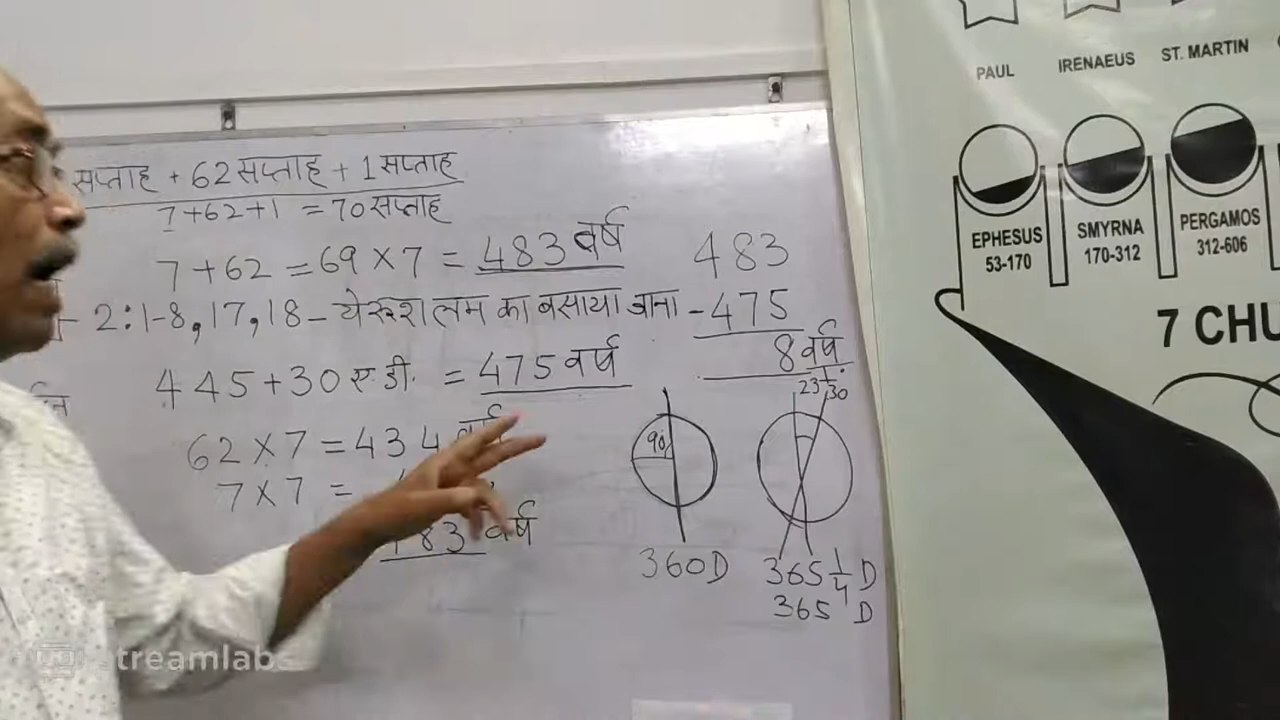 सप्ताह + 62 सप्ताह + 1 सप्ताह
7+62+1 = 70 सप्ताह
7+62 = 69 × 7 = 483 वर्ष
- 2:1-8, 17, 18 - येरूशलम का बसाया जाना
445+30 ए.डी. = 475 वर्ष
62×7 = 434 वर्ष
7×7 =
483 वर्ष
483
- 475
8 वर्ष
90°
360D
23 1/2°
30
365 1/4 D
365 D
PAUL
IRENAEUS
ST. MARTIN
EPHESUS
53-170
SMYRNA
170-312
PERGAMOS
312-606
7 CHU
streamlabs